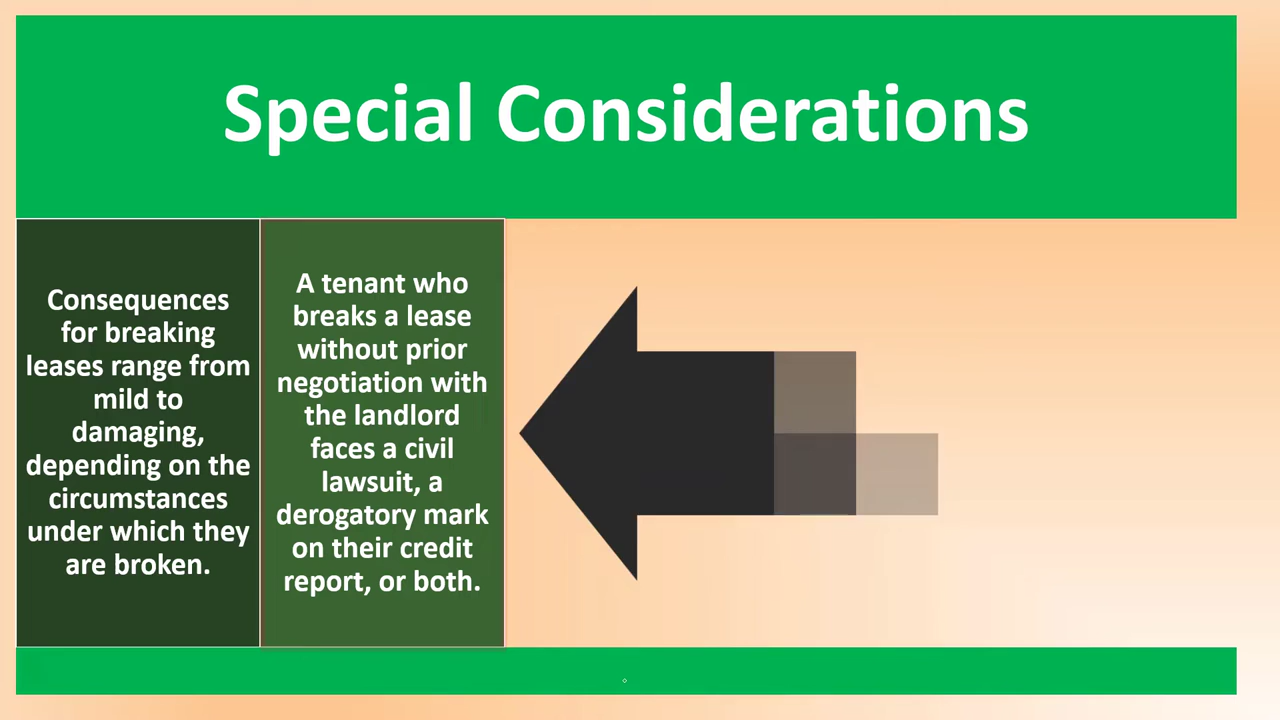 Special Considerations
Consequences
for breaking
leases range from
mild to
damaging,
depending on the
circumstances
under which they
are broken.
A tenant who
breaks a lease
without prior
negotiation with
the landlord
faces a civil
lawsuit, a
derogatory mark
on their credit
report, or both.